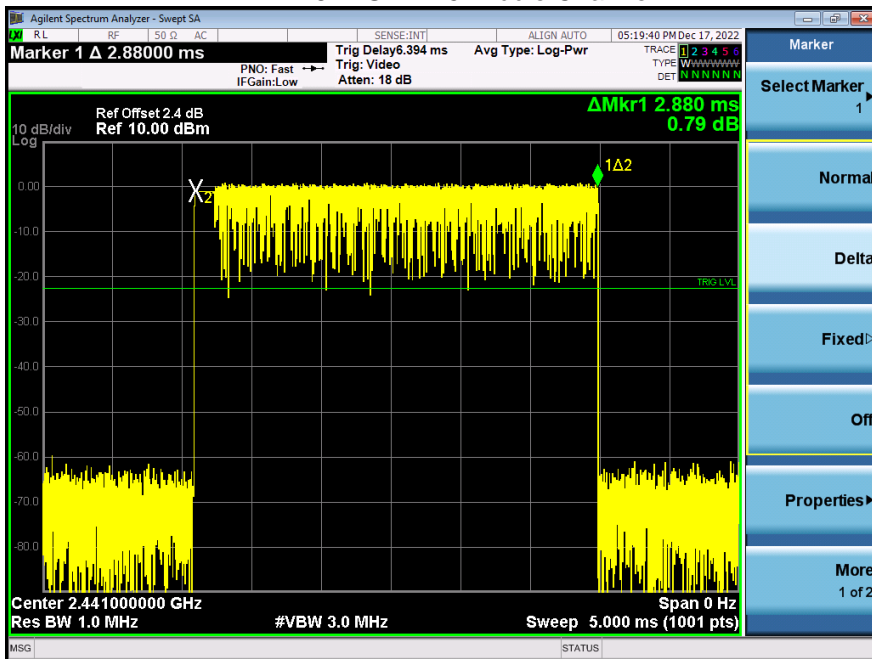 Agilent Spectrum Analyzer - Swept SA
LXI RL RF 50 Ω AC SENSE:INT ALIGN AUTO 05:19:40 PM Dec 17, 2022
Marker 1 Δ 2.88000 ms
PNO: Fast
IFGain:Low
Trig Delay6.394 ms
Trig: Video
Atten: 18 dB
Avg Type: Log-Pwr
TRACE 1 2 3 4 5 6
TYPE W W W W W W W
DET N N N N N N
Marker
Select Marker
1
Normal
Delta
Fixed
Off
Properties
More
1 of 2
ΔMkr1 2.880 ms
0.79 dB
Ref Offset 2.4 dB
10 dB/div Ref 10.00 dBm
Log
1Δ2
0.00
2
-10.0
-20.0
TRIG LVL
-30.0
-40.0
-50.0
-60.0
-70.0
-80.0
Center 2.441000000 GHz Span 0 Hz
Res BW 1.0 MHz #VBW 3.0 MHz Sweep 5.000 ms (1001 pts)
MSG STATUS